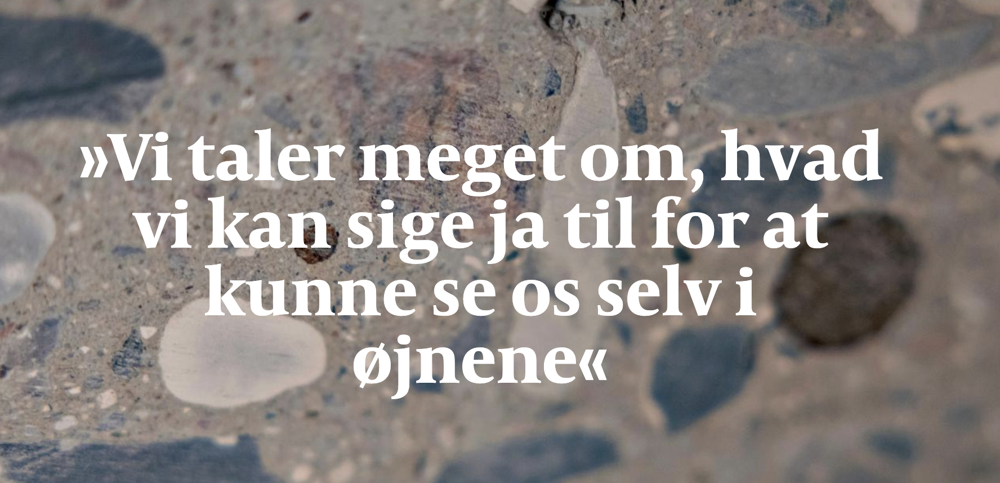 »Vi taler meget om, hvad
vi kan sige ja til for at
kunne se os selv i
øjnene«